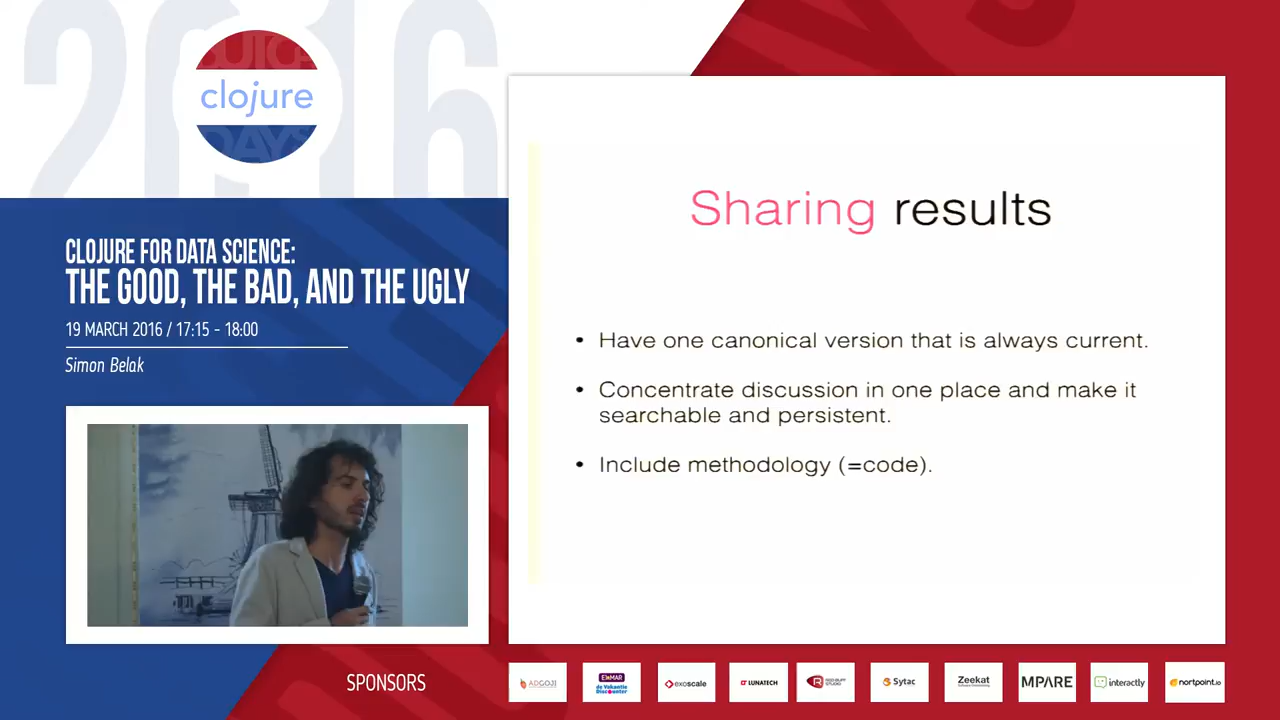 2016
DUTCH
clojure
DAYS
CLOJURE FOR DATA SCIENCE:
THE GOOD, THE BAD, AND THE UGLY
19 MARCH 2016 / 17:15 - 18:00
Simon Belak
Sharing results
• Have one canonical version that is always current.
• Concentrate discussion in one place and make it
searchable and persistent.
• Include methodology (=code).
SPONSORS
ADGOJI
ElMAR
de Vakantie
Discounter
exoscale
LUNATECH
Sytac
Zeekat
MPARE
interactly
nortpoint.io